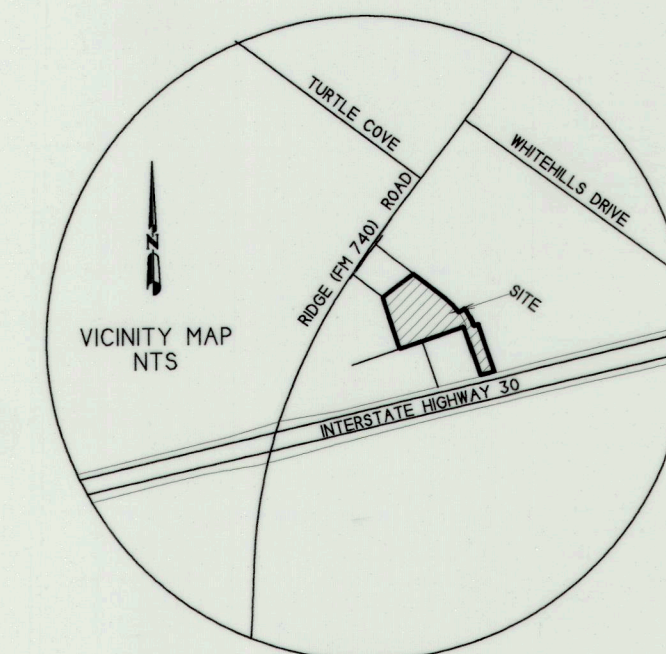 TURTLE COVE
WHITEHILLS DRIVE
RIDGE (FM 740) ROAD
N
SITE
VICINITY MAP
NTS
INTERSTATE HIGHWAY 30